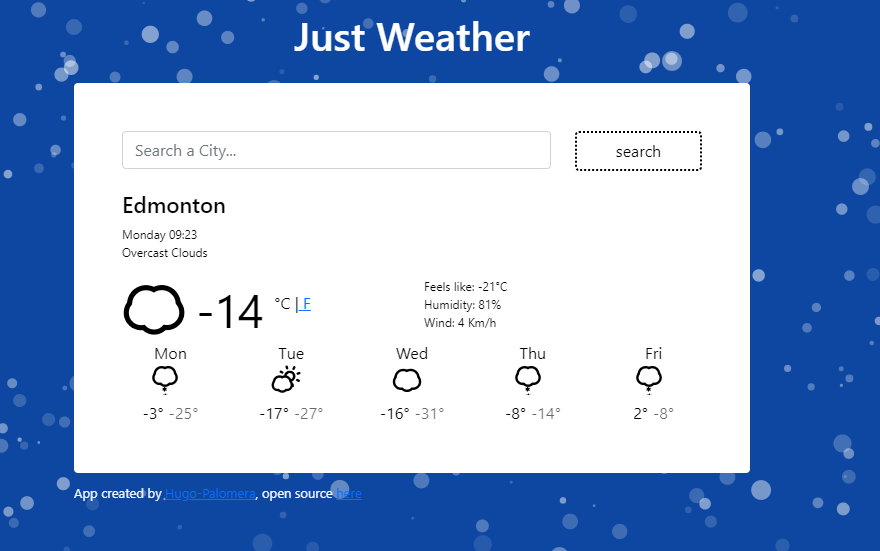 Just Weather
Search a City...
search
Edmonton
Monday 09:23
Overcast Clouds
-14 °C | F
Feels like: -21°C
Humidity: 81%
Wind: 4 Km/h
Mon Tue Wed Thu Fri
-3° -25° -17° -27° -16° -31° -8° -14° 2° -8°
App created by Hugo-Palomera, open source here